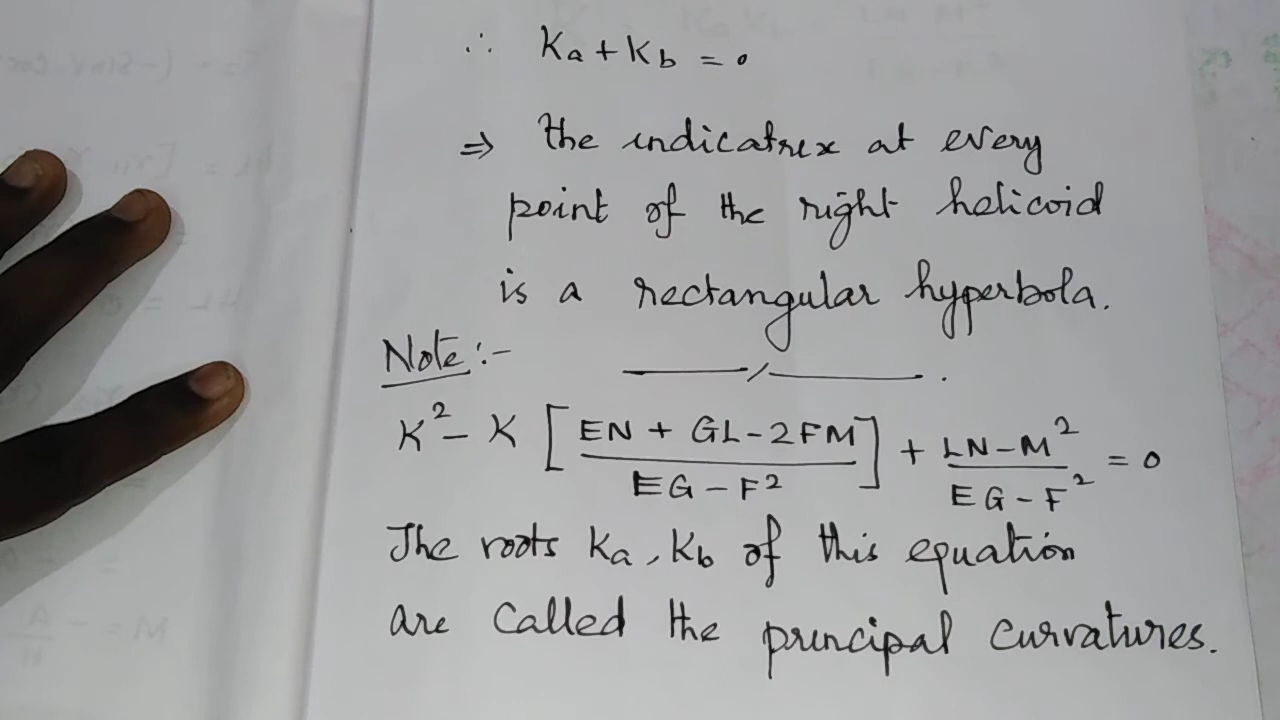 ∴ Ka + Kb = 0
⇒ the indicatrix at every
point of the right helicoid
is a rectangular hyperbola.
Note :-
K² - K [EN + GL - 2FM / EG - F²] + LN - M² / EG - F² = 0
The roots Ka, Kb of this equation
are called the principal curvatures.